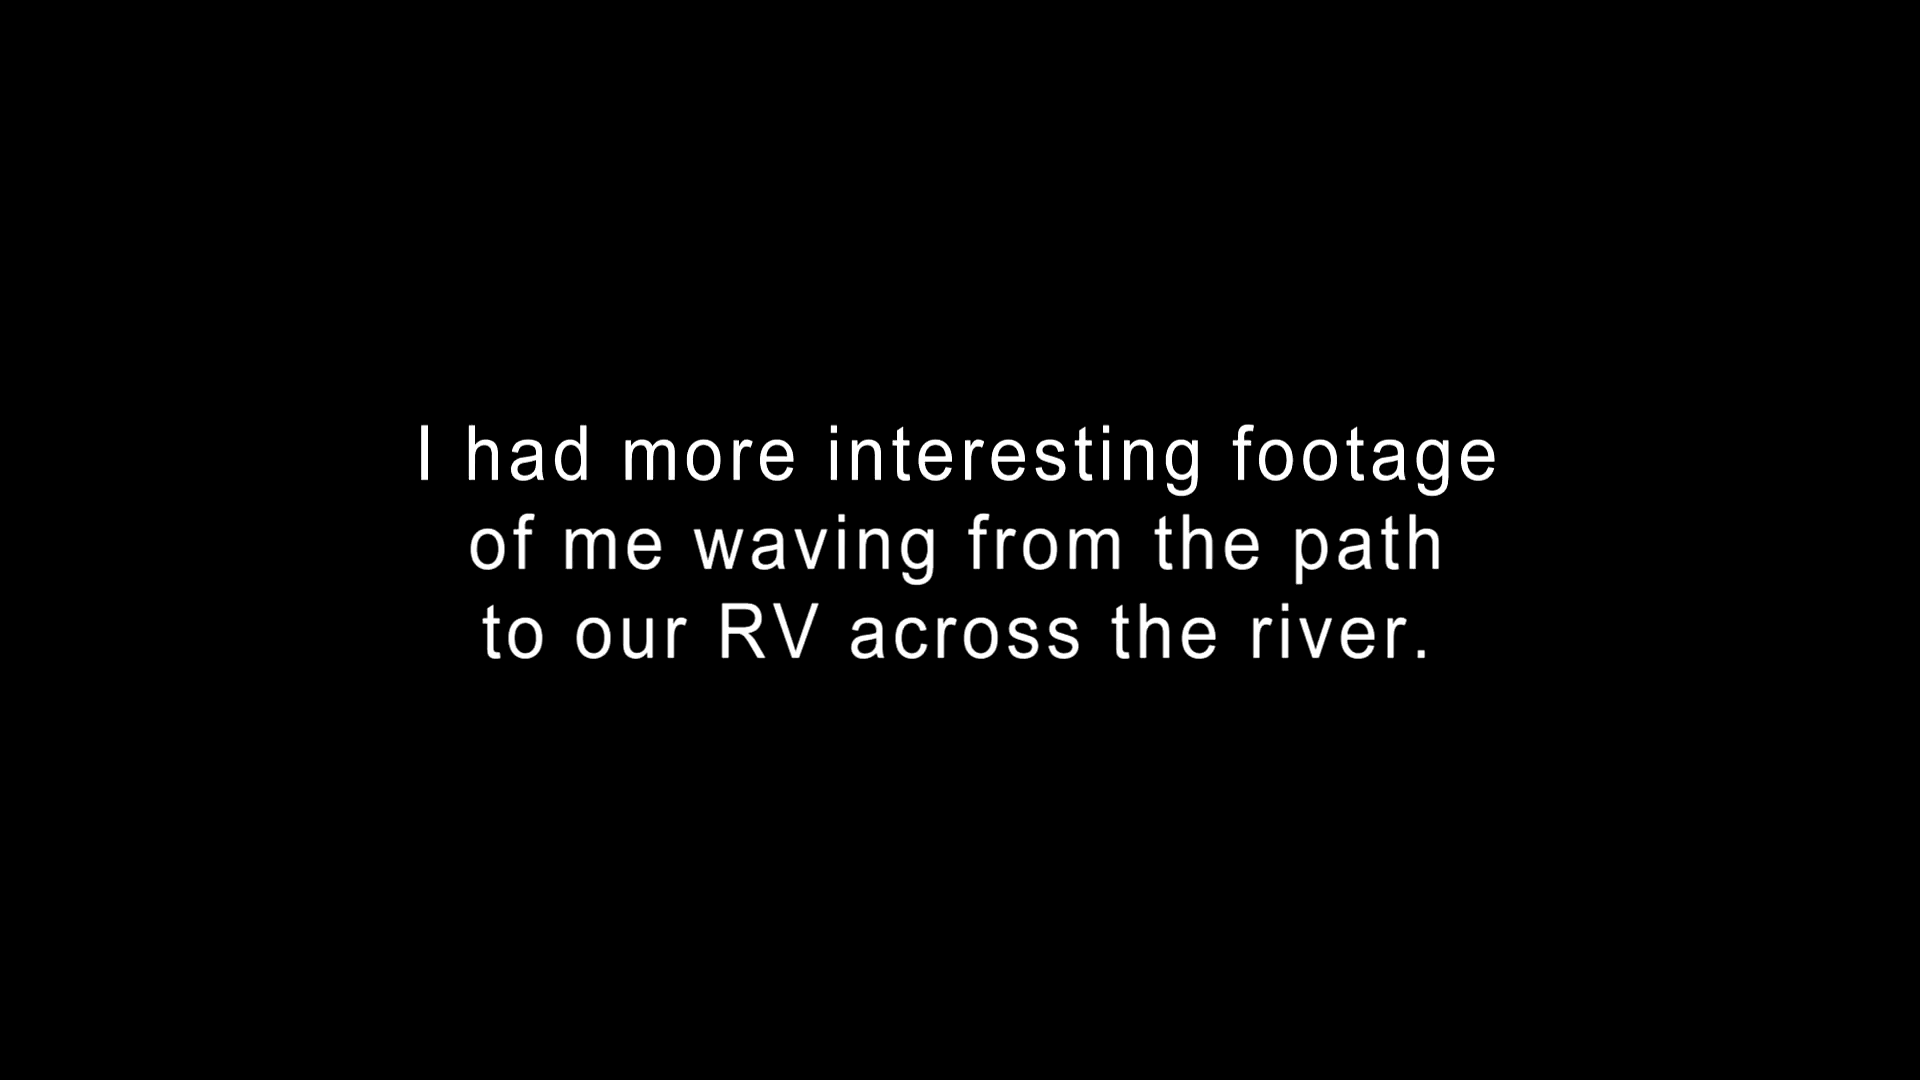 I had more interesting footage
of me waving from the path
to our RV across the river.